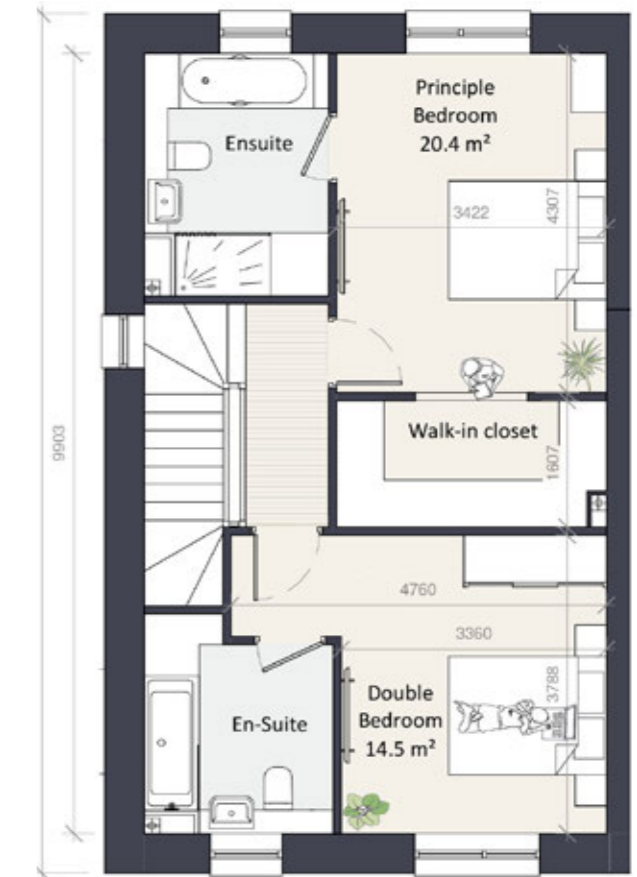 Principle
Bedroom
20.4 m²
Ensuite
3422
4307
Walk-in closet
1607
9903
4760
3360
3788
Double
Bedroom
14.5 m²
En-Suite